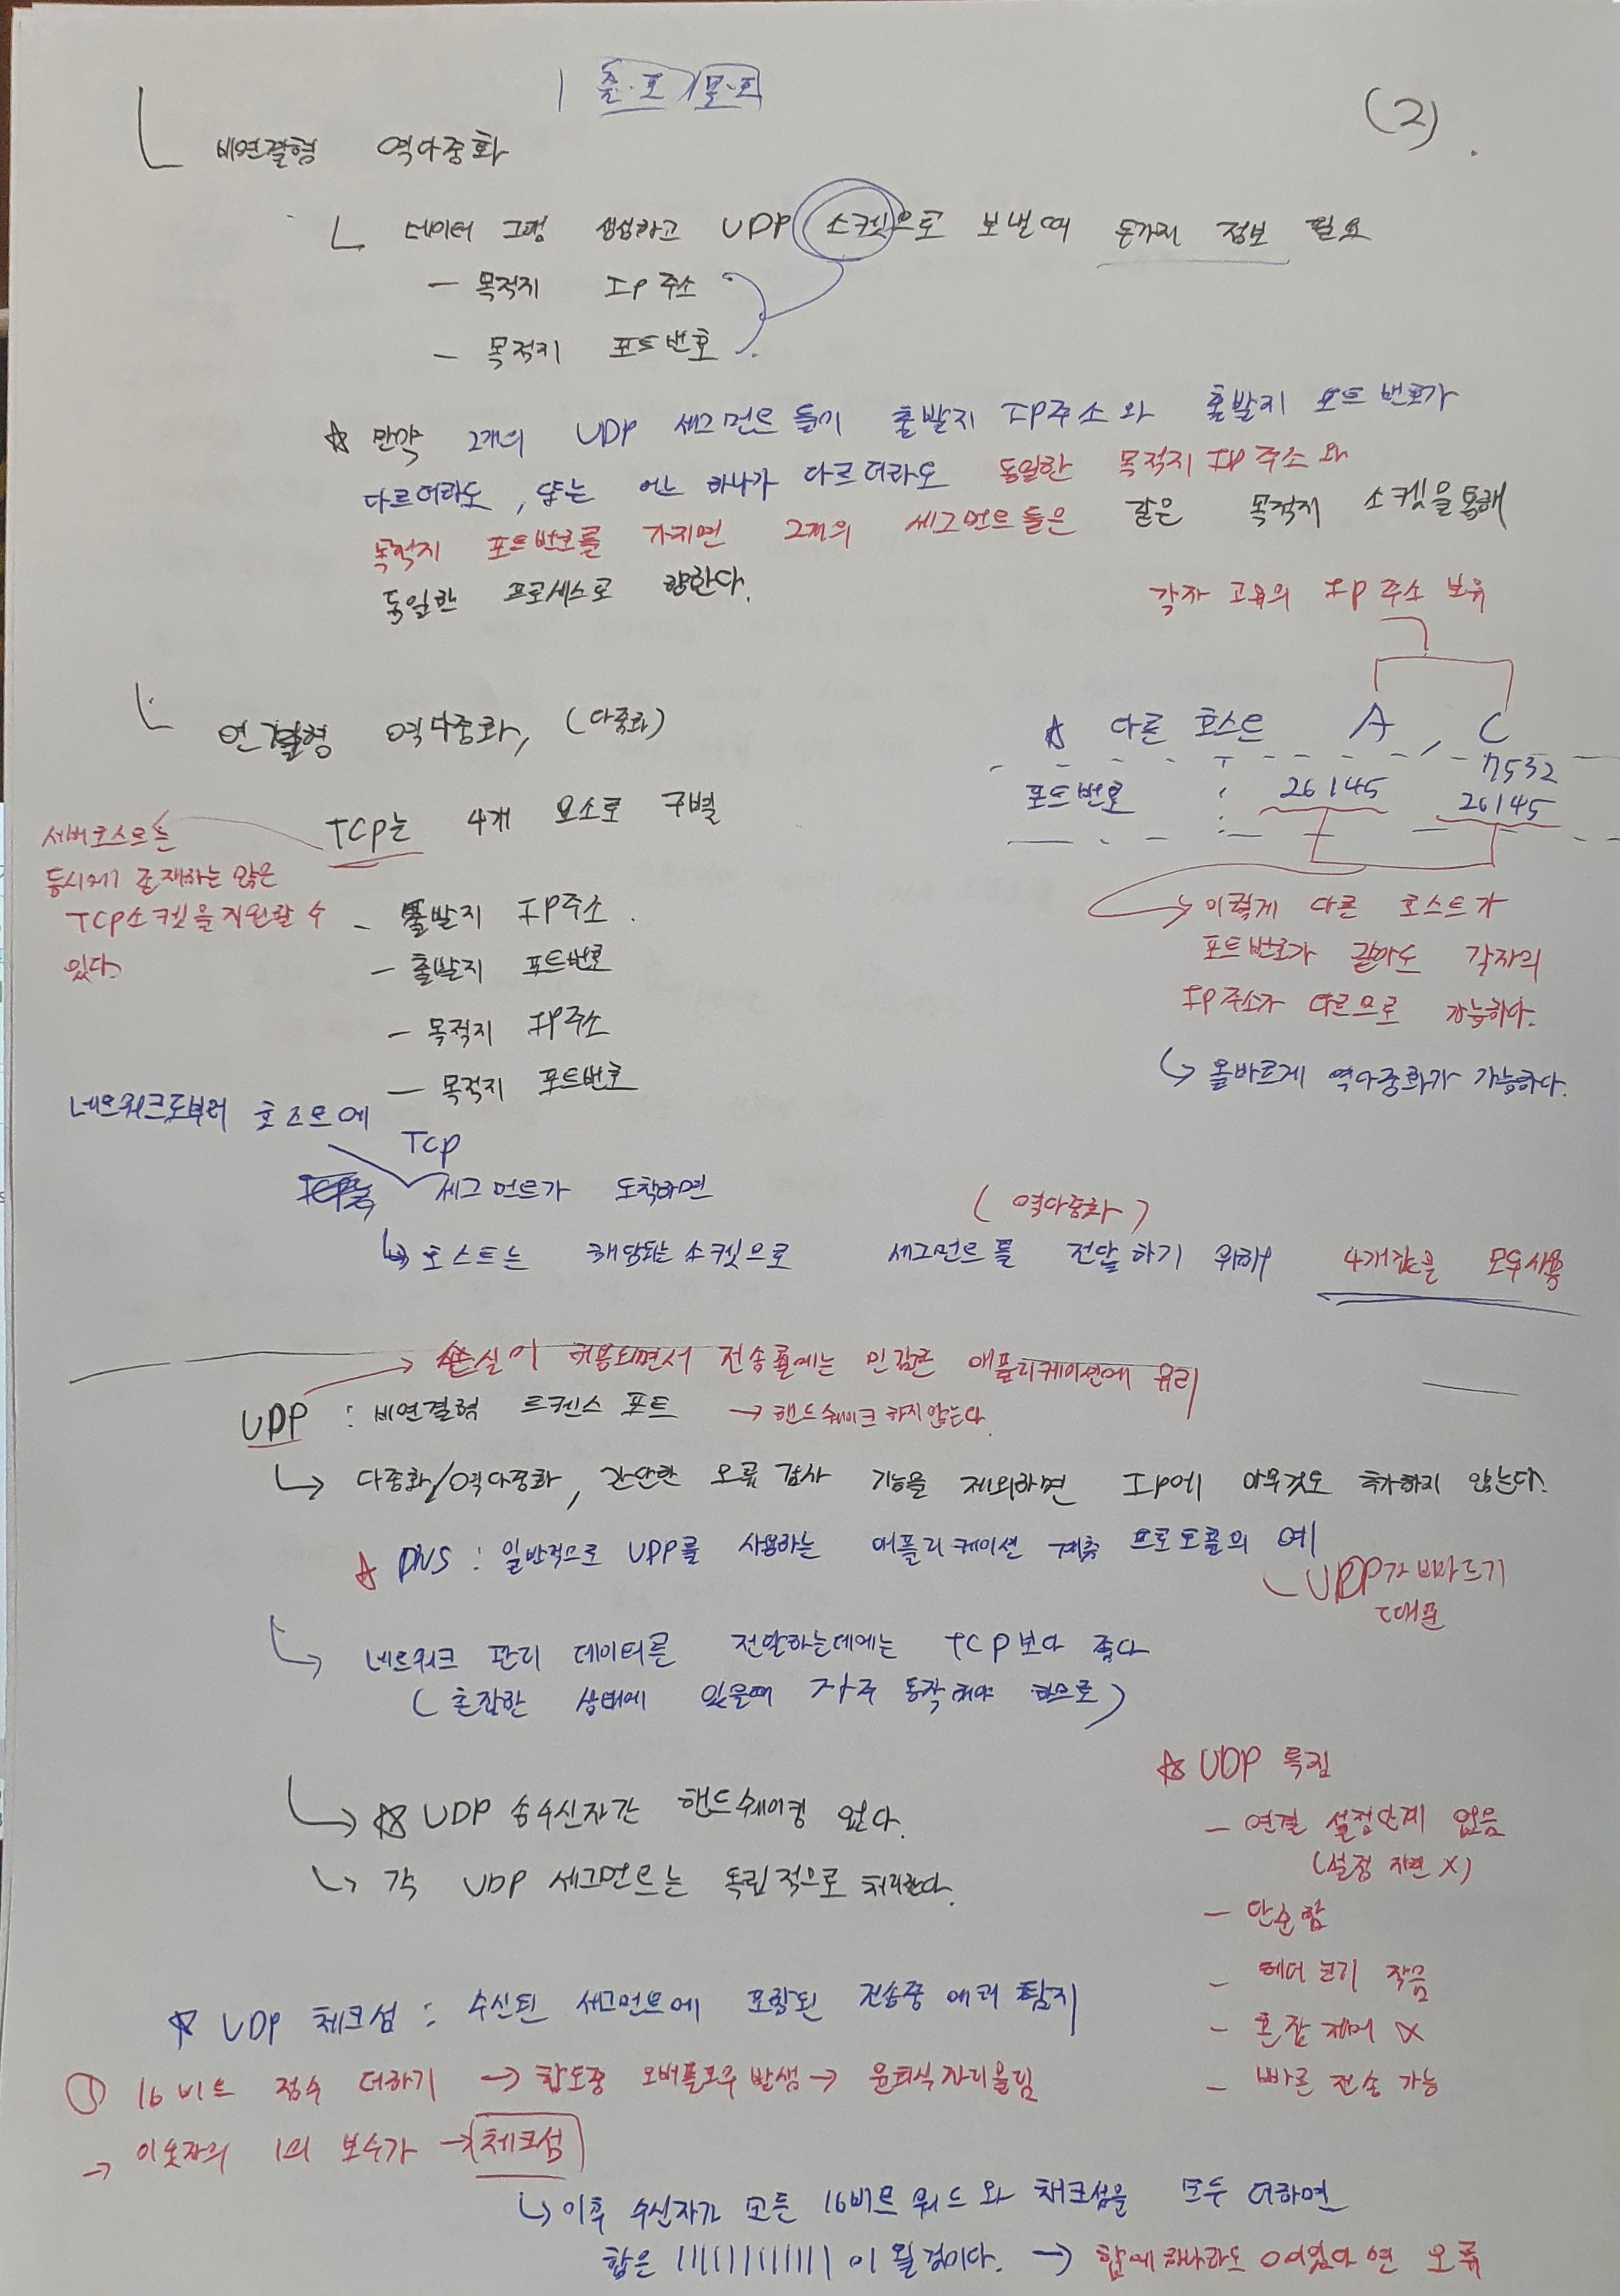 출.포 / 목.포
(2).
비연결형 역다중화
데이터 그램 생성하고 UDP 소켓으로 보낼때 두가지 정보 필요
- 목적지 IP 주소
- 목적지 포트번호
☆ 만약 2개의 UDP 세그먼트들이 출발지 IP주소와 출발지 포트 번호가
다르더라도, 또는 어느 하나가 다르더라도 동일한 목적지 IP 주소와
목적지 포트번호를 가지면 2개의 세그먼트들은 같은 목적지 소켓을통해
동일한 프로세스로 향한다.
각자 고유의 IP 주소 보유
연결형 역다중화, (다중화)
☆ 다른 호스트 A, C
7532
포트번호 : 26145 26145
TCP는 4개 요소로 구별
서버호스트는
동시에 존재하는 많은
TCP소켓을 지원할 수
있다.
- 출발지 IP주소.
- 출발지 포트번호
- 목적지 IP주소
- 목적지 포트번호
→ 이렇게 다른 호스트가
포트번호가 같아도 각자의
IP주소가 다르므로 가능하다.
↳ 올바르게 역다중화가 가능하다.
네트워크로부터 호스트에
TCP
세그먼트가 도착하면
(역다중화)
↳ 호스트는 해당되는 소켓으로 세그먼트를 전달하기 위해 4개값을 모두사용
→ 손실이 허용되면서 전송률에는 민감한 애플리케이션에 유리
UDP : 비연결형 트렌스 포트 → 핸드쉐이크 하지않는다.
↳ 다중화/역다중화, 간단한 오류 검사 기능을 제외하면 IP에 아무것도 추가하지 않는다.
☆ DNS : 일반적으로 UDP를 사용하는 어플리케이션 계층 프로토콜의 예
UDP가 빠르기
때문
↳ 네트워크 관리 데이터를 전달하는데에는 TCP보다 좋다
(혼잡한 상태에 있을때 자주 동작해야 하므로)
☆ UDP 특징
↳ ☆ UDP 송수신자간 핸드쉐이킹 없다.
- 연결 설정단계 없음
(설정 지연 X)
↳ 각 UDP 세그먼트는 독립적으로 처리한다.
- 단순함
- 헤더 크기 작음
- 혼잡 제어 X
- 빠른 전송 가능
☆ UDP 체크섬 : 수신된 세그먼트에 포함된 전송중 에러 탐지
① 16비트 정수 더하기 → 합도중 오버플로우 발생 → 윤회식자리올림
→ 이숫자의 1의 보수가 → 체크섬
↳ 이후 수신자가 모든 16비트 워드와 체크섬을 모두 더하면
합은 1111111111111 이 될것이다. → 합에 하나라도 0이있다면 오류